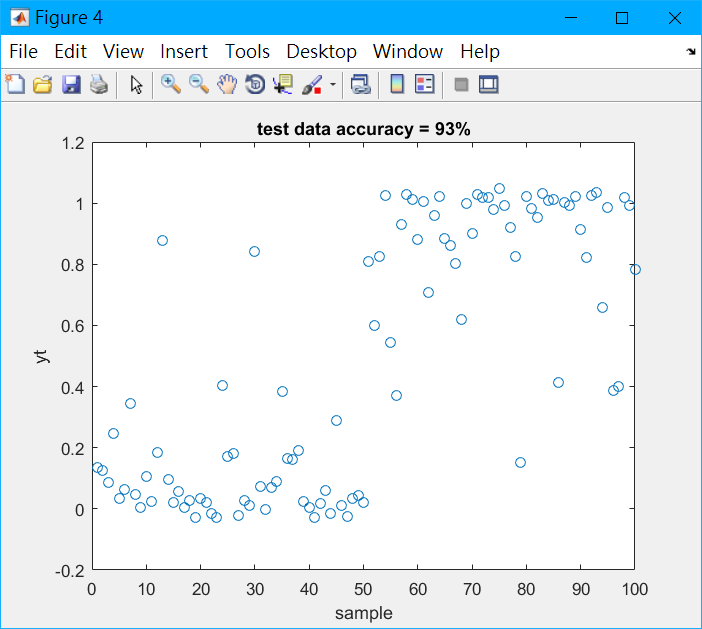 Figure 4
File Edit View Insert Tools Desktop Window Help
test data accuracy = 93%
1.2
1
0.8
0.6
0.4
0.2
0
-0.2
yt
0 10 20 30 40 50 60 70 80 90 100
sample